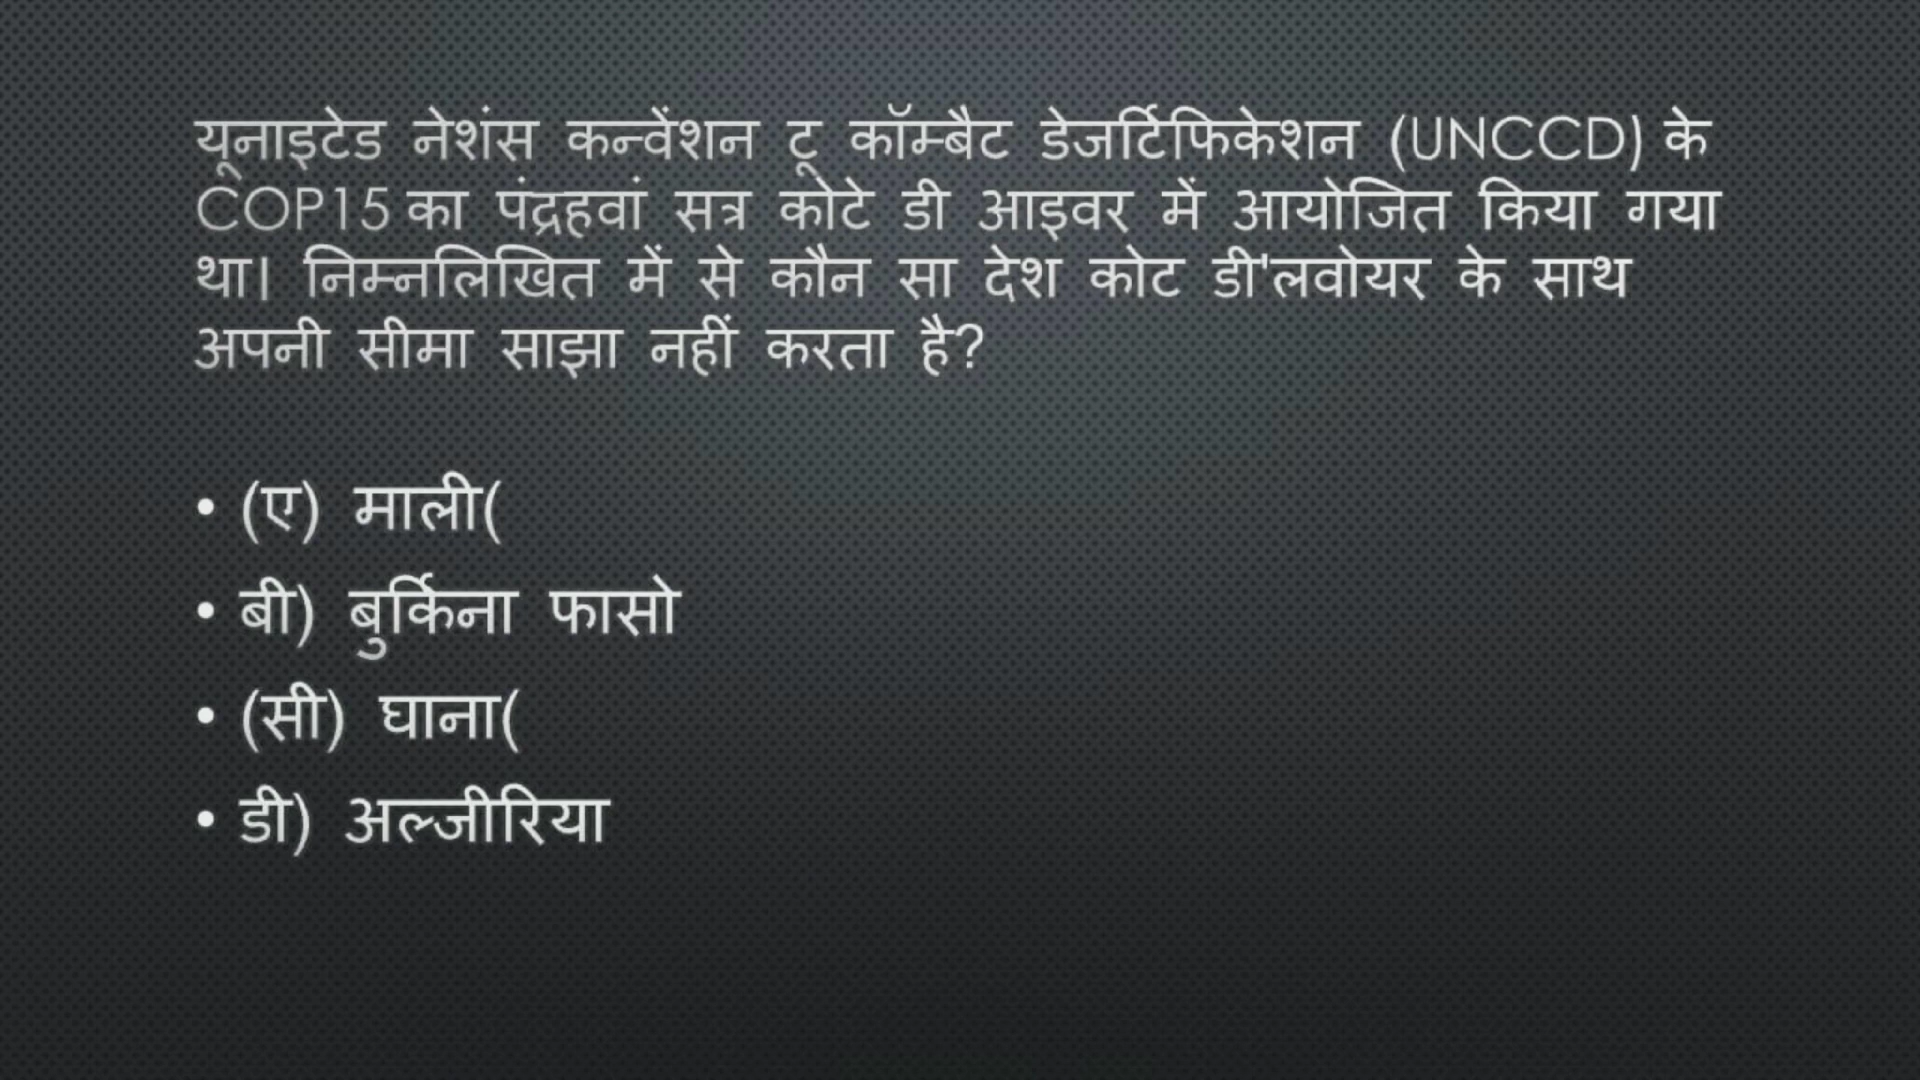 यूनाइटेड नेशंस कन्वेंशन टू कॉम्बैट डेजर्टिफिकेशन (UNCCD) के
COP15 का पंद्रहवां सत्र कोटे डी आइवर में आयोजित किया गया
था। निम्नलिखित में से कौन सा देश कोट डी'लवोयर के साथ
अपनी सीमा साझा नहीं करता है?
• (ए) माली(
• बी) बुर्किना फासो
• (सी) घाना(
• डी) अल्जीरिया